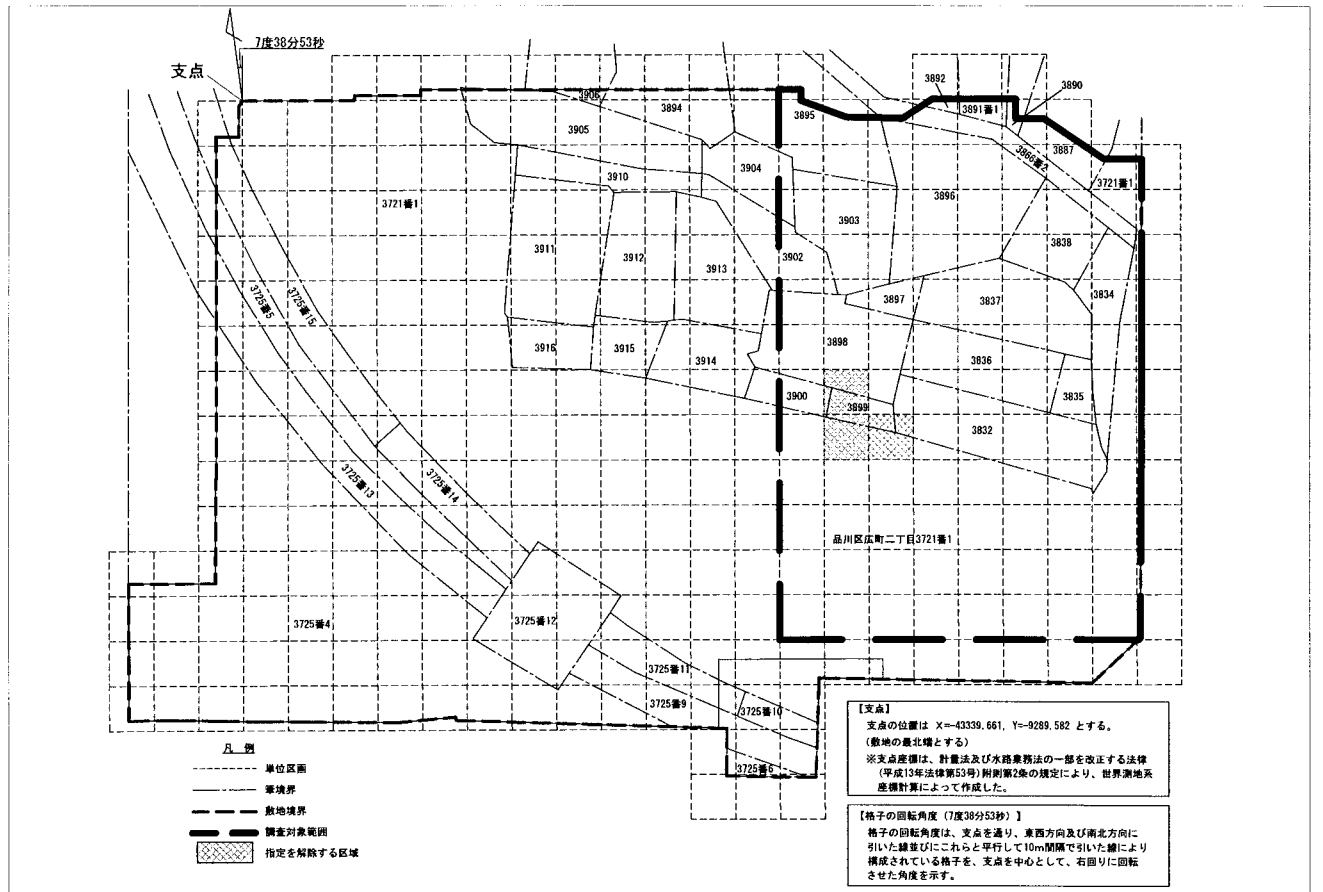 7度38分53秒
支点
3892
3890
3906
3894
3895
3891番1
3905
3887
3904
3866番2
3910
3721番1
3721番1
3896
3903
3838
3911
3912
3913
3902
3834
3725番5
3725番15
3897
3837
3916
3915
3914
3898
3836
3900
3899
3835
3832
3725番13
3725番14
品川区広町二丁目3721番1
3725番4
3725番12
3725番11
3725番9
3725番10
3725番6
凡 例
単位区画
筆境界
敷地境界
調査対象範囲
指定を解除する区域
【支点】
支点の位置は X=-43339.661, Y=-9289.582 とする。
(敷地の最北端とする)
※支点座標は、計量法及び水路業務法の一部を改正する法律
(平成13年法律第53号)附則第2条の規定により、世界測地系
座標計算によって作成した。
【格子の回転角度(7度38分53秒)】
格子の回転角度は、支点を通り、東西方向及び南北方向に
引いた線並びにこれらと平行して10m間隔で引いた線により
構成されている格子を、支点を中心として、右回りに回転
させた角度を示す。